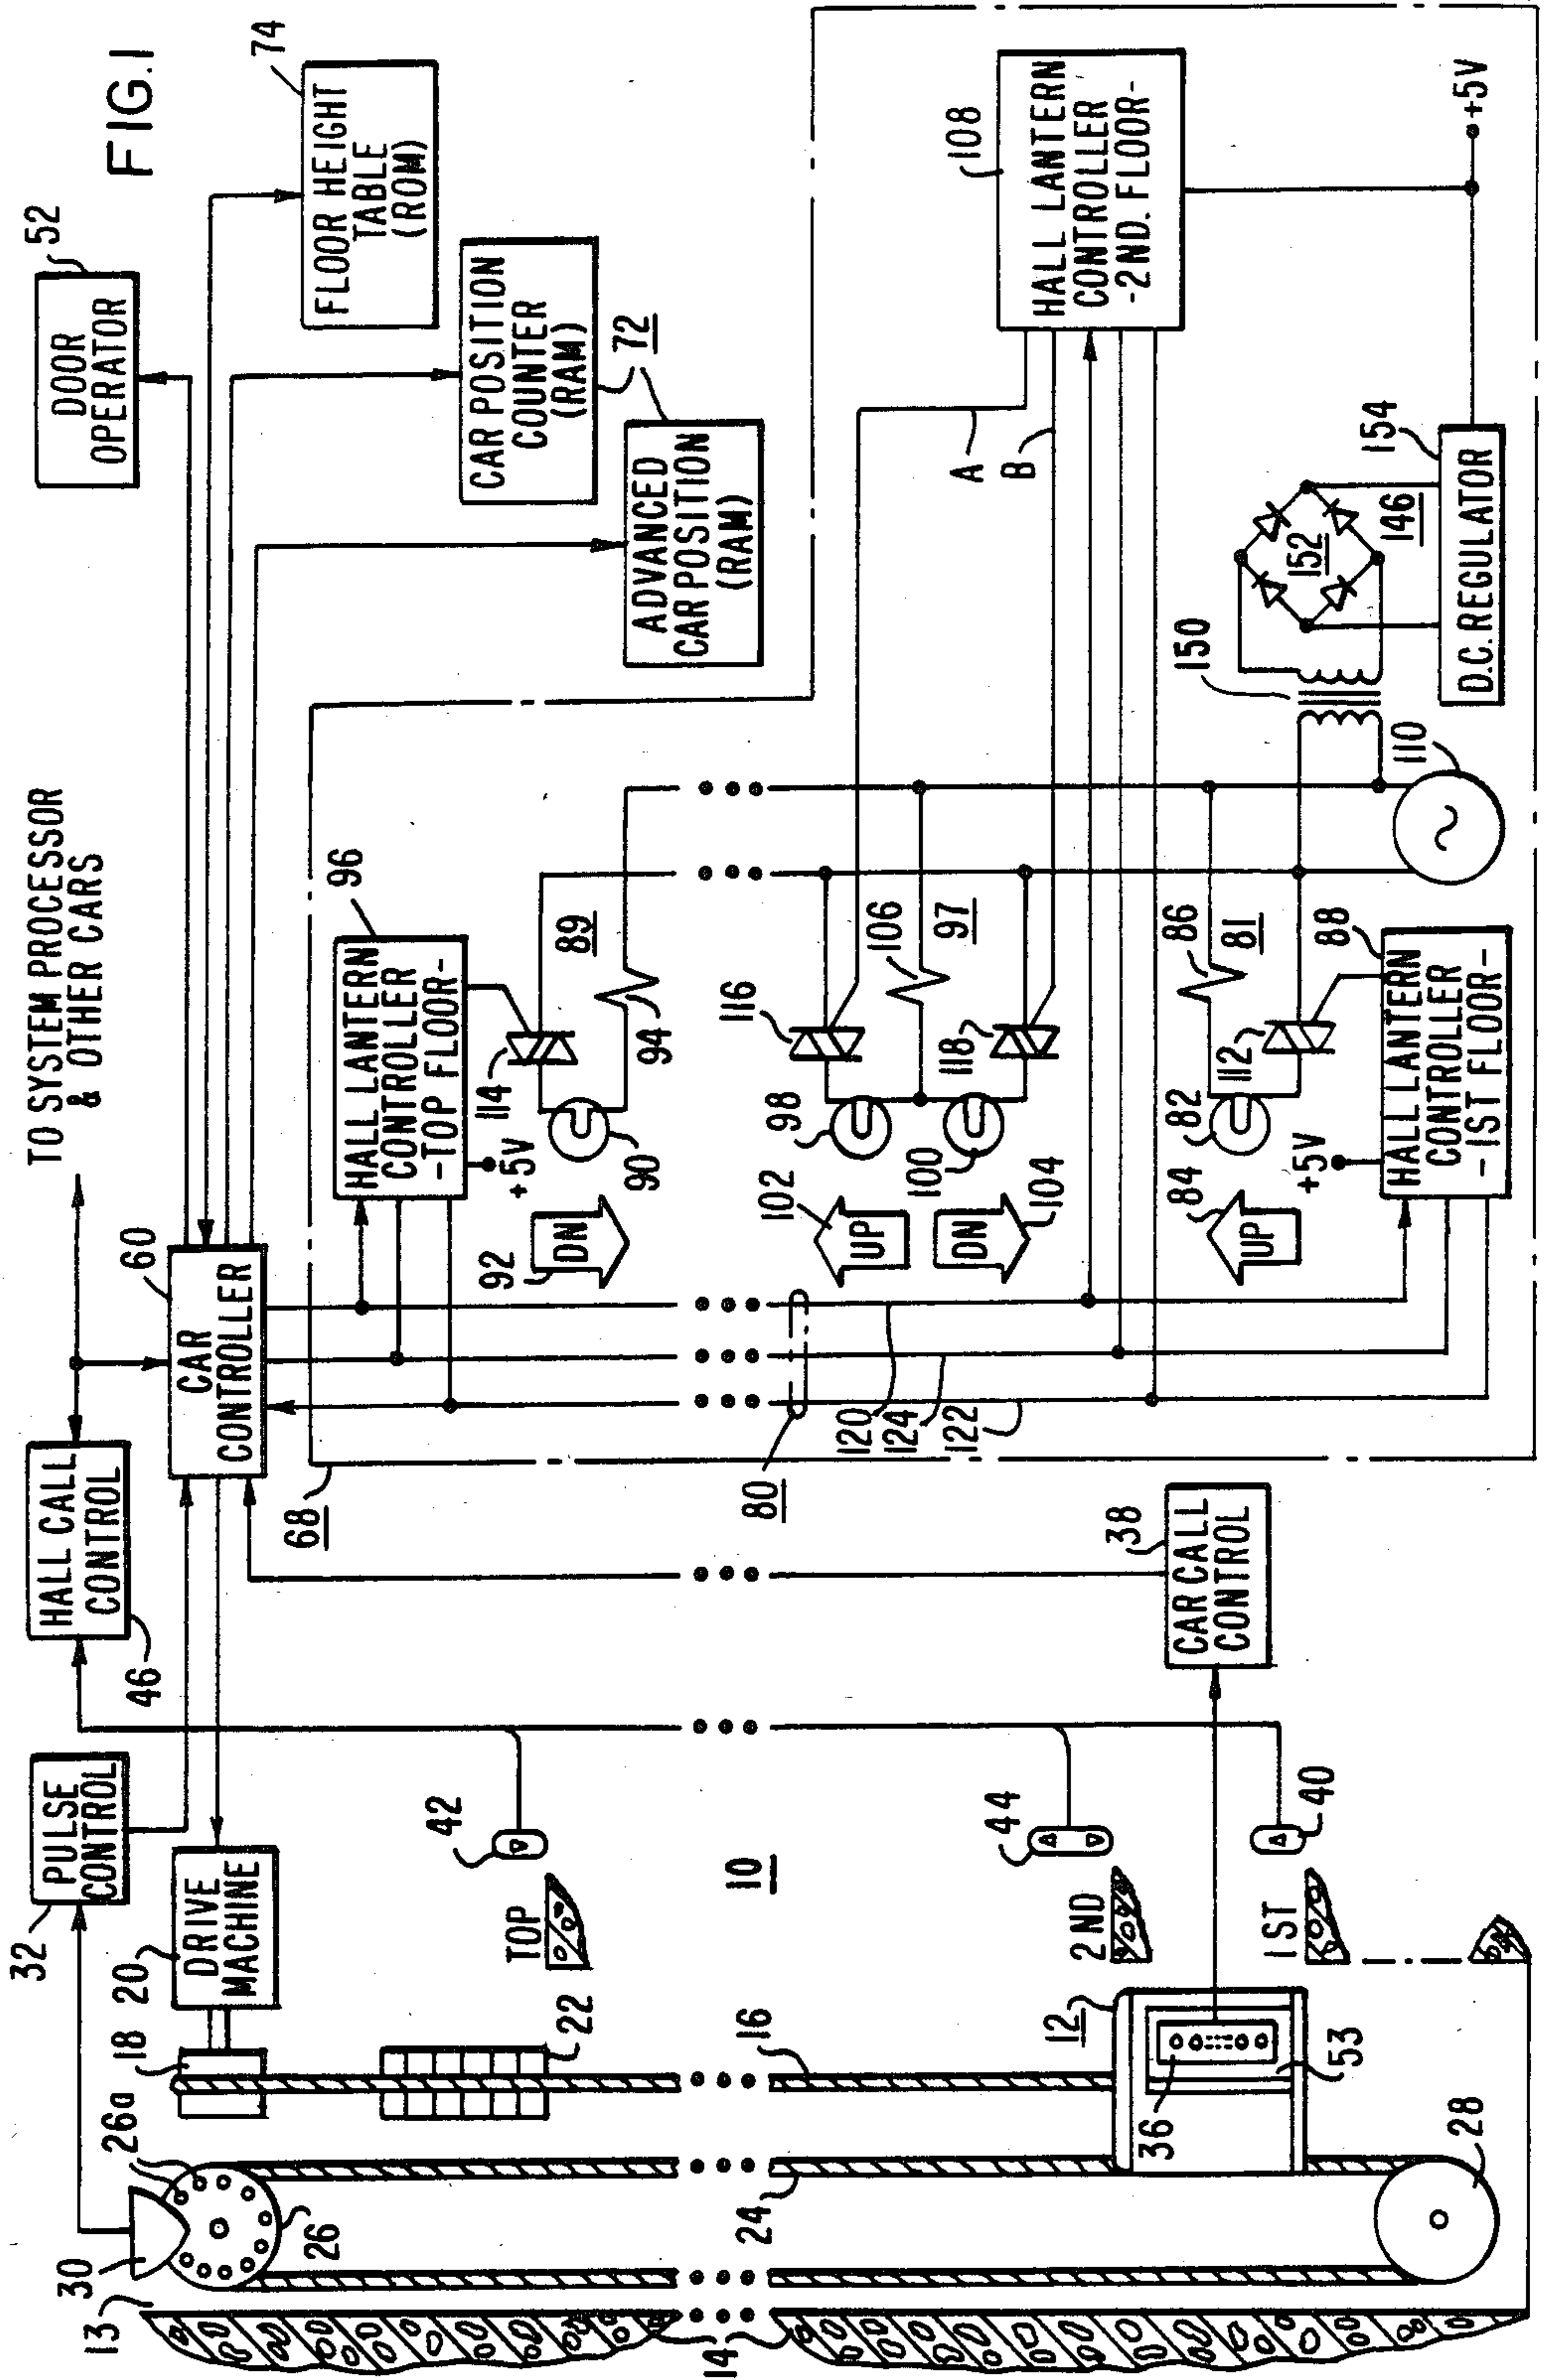 FIG.1
TO SYSTEM PROCESSOR
& OTHER CARS
52
DOOR
OPERATOR
74
FLOOR HEIGHT
TABLE
(ROM)
CAR POSITION
COUNTER
(RAM)
72
ADVANCED
CAR POSITION
(RAM)
60
CAR
CONTROLLER
HALL CALL
CONTROL
46
PULSE
CONTROL
32
20
DRIVE
MACHINE
18
26a
30
13
26
22
16
24
14
10
TOP
42
2ND
44
1ST
40
12
36
53
28
38
CAR CALL
CONTROL
68
80
96
HALL LANTERN
CONTROLLER
-TOP FLOOR-
+5V
114
89
94
90
92
DN
108
HALL LANTERN
CONTROLLER
-2ND. FLOOR-
A
B
116
106
97
118
98
100
102
UP
DN
104
120
124
122
86
81
112
82
84
UP
88
+5V
HALL LANTERN
CONTROLLER
-1ST FLOOR-
110
150
152
146
154
D.C. REGULATOR
+5V